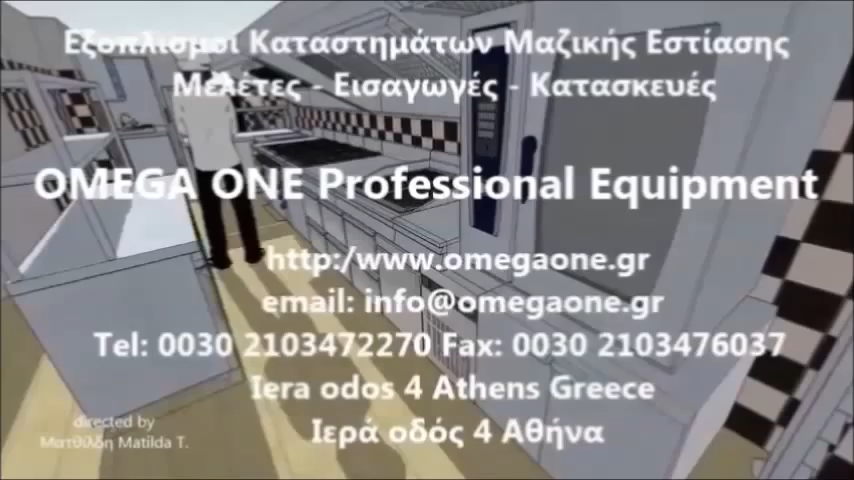 Εξοπλισμοί Καταστημάτων Μαζικής Εστίασης
Μελέτες - Εισαγωγές - Κατασκευές
OMEGA ONE Professional Equipment
http:/www.omegaone.gr
email: info@omegaone.gr
Tel: 0030 2103472270 Fax: 0030 2103476037
Iera odos 4 Athens Greece
Ιερά οδός 4 Αθήνα
directed by
Ματθίλδη Matilda T.